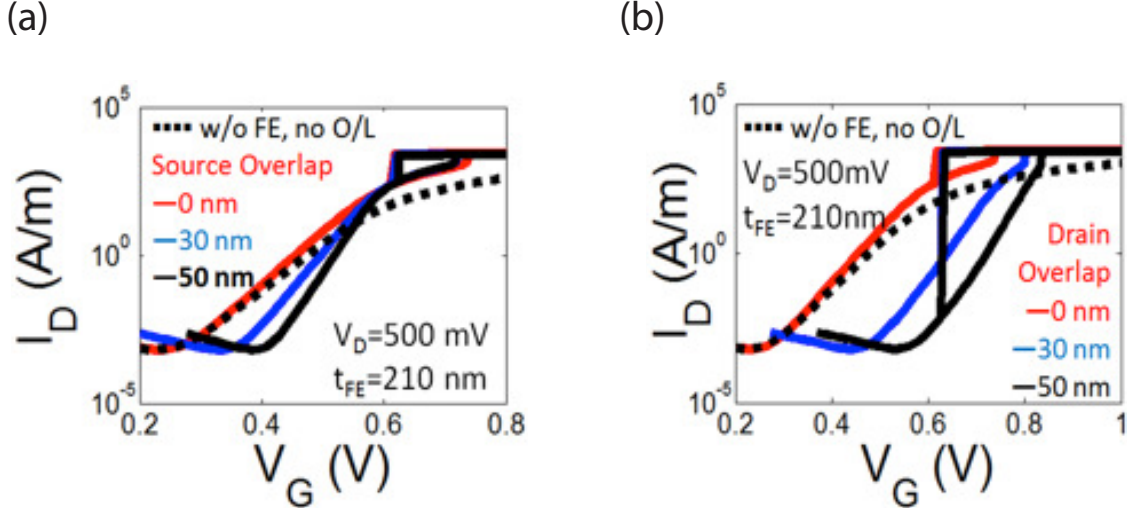 (a)
10^5
10^0
10^-5
I_D (A/m)
w/o FE, no O/L
Source Overlap
–0 nm
–30 nm
–50 nm
V_D=500 mV
t_FE=210 nm
0.2 0.4 0.6 0.8
V_G (V)
(b)
10^5
10^0
10^-5
I_D (A/m)
w/o FE, no O/L
V_D=500mV
t_FE=210nm
Drain
Overlap
–0 nm
–30 nm
–50 nm
0.2 0.4 0.6 0.8 1
V_G (V)